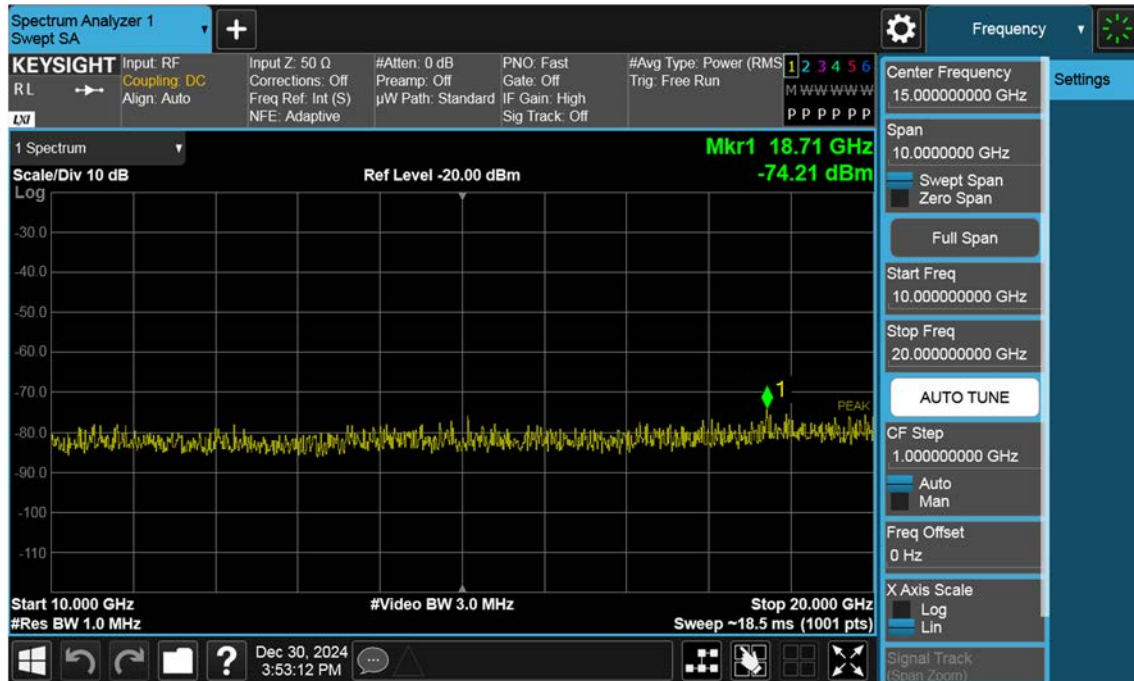 Spectrum Analyzer 1
Swept SA
+
Frequency
KEYSIGHT
RL
LXI
Input: RF
Coupling: DC
Align: Auto
Input Z: 50 Ω
Corrections: Off
Freq Ref: Int (S)
NFE: Adaptive
#Atten: 0 dB
Preamp: Off
µW Path: Standard
PNO: Fast
Gate: Off
IF Gain: High
Sig Track: Off
#Avg Type: Power (RMS
Trig: Free Run
1 2 3 4 5 6
M W W W W W
P P P P P P
1 Spectrum
Scale/Div 10 dB
Ref Level -20.00 dBm
Mkr1 18.71 GHz
-74.21 dBm
Log
-30.0
-40.0
-50.0
-60.0
-70.0
-80.0
-90.0
-100
-110
1
PEAK
Start 10.000 GHz
#Video BW 3.0 MHz
Stop 20.000 GHz
#Res BW 1.0 MHz
Sweep ~18.5 ms (1001 pts)
?
Dec 30, 2024
3:53:12 PM
Center Frequency
15.000000000 GHz
Span
10.0000000 GHz
Swept Span
Zero Span
Full Span
Start Freq
10.000000000 GHz
Stop Freq
20.000000000 GHz
AUTO TUNE
CF Step
1.000000000 GHz
Auto
Man
Freq Offset
0 Hz
X Axis Scale
Log
Lin
Signal Track
(Span Zoom)
Settings